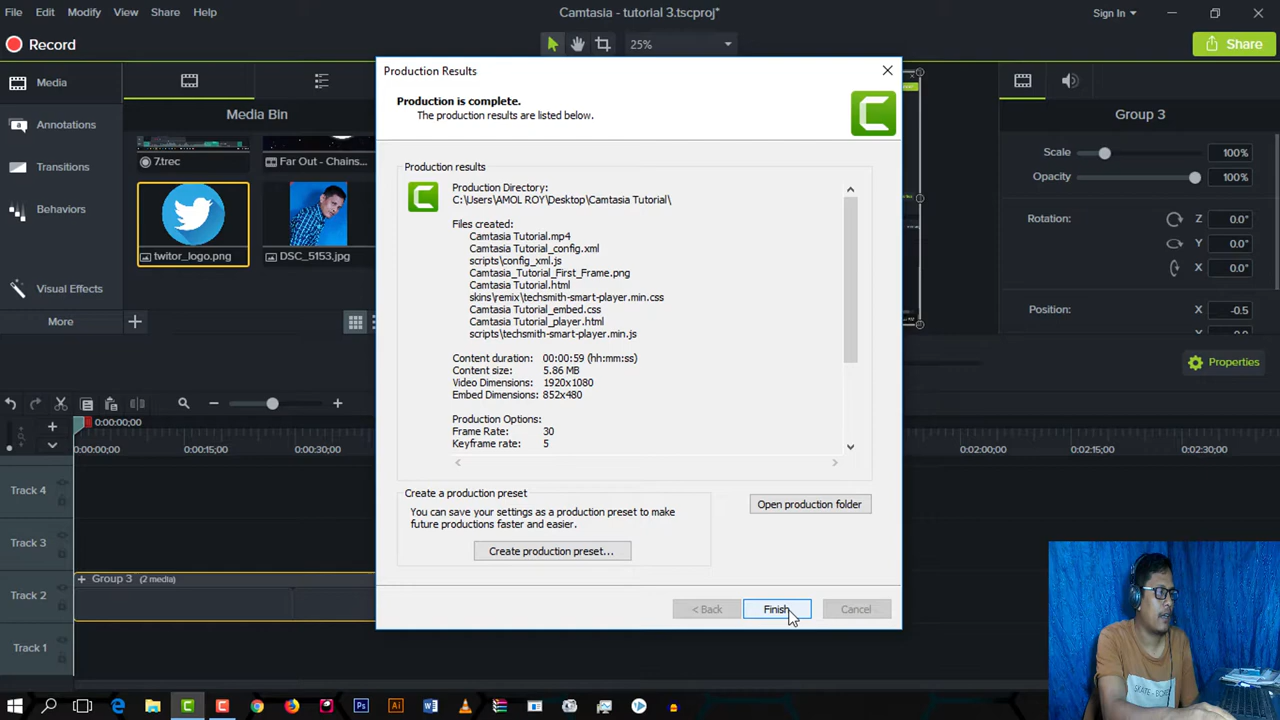 File Edit Modify View Share Help
Camtasia - tutorial 3.tscproj*
Sign In
Record
25%
Share
Media
Annotations
Transitions
Behaviors
Visual Effects
More
Media Bin
7.trec
Far Out - Chains...
twitor_logo.png
DSC_5153.jpg
Production Results
Production is complete.
The production results are listed below.
Production results
Production Directory:
C:\Users\AMOL ROY\Desktop\Camtasia Tutorial\
Files created:
Camtasia Tutorial.mp4
Camtasia Tutorial_config.xml
scripts\config_xml.js
Camtasia_Tutorial_First_Frame.png
Camtasia Tutorial.html
skins\remix\techsmith-smart-player.min.css
Camtasia Tutorial_embed.css
Camtasia Tutorial_player.html
scripts\techsmith-smart-player.min.js
Content duration: 00:00:59 (hh:mm:ss)
Content size: 5.86 MB
Video Dimensions: 1920x1080
Embed Dimensions: 852x480
Production Options:
Frame Rate: 30
Keyframe rate: 5
Create a production preset
You can save your settings as a production preset to make
future productions faster and easier.
Create production preset...
Open production folder
< Back
Finish
Cancel
Group 3
Scale 100%
Opacity 100%
Rotation: Z 0.0°
Y 0.0°
X 0.0°
Position: X -0.5
Properties
0:00:00;00
0:00:00;00 0:00:15;00 0:00:30;00 0:02:00;00 0:02:15;00 0:02:30;00
Track 4
Track 3
Track 2
Group 3 (2 media)
Track 1
SKATE - BOARD